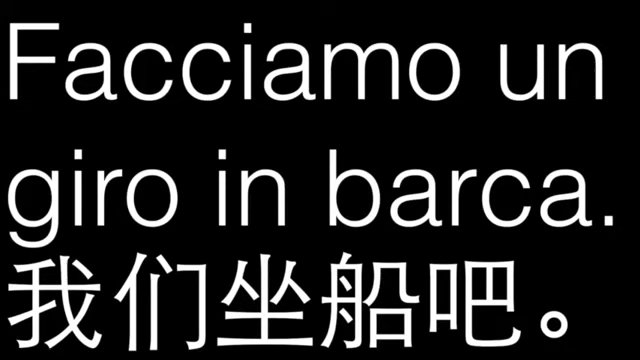 Facciamo un
giro in barca.
我们坐船吧。